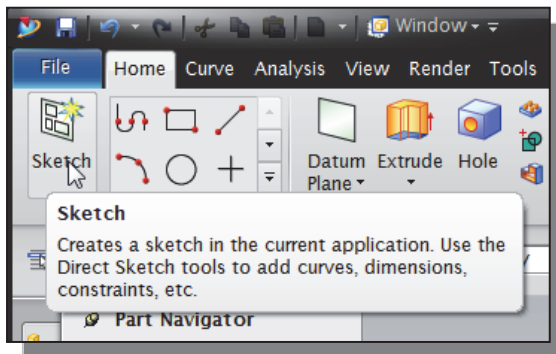 Window
File Home Curve Analysis View Render Tools
Sketch
Datum Plane
Extrude
Hole
Sketch
Creates a sketch in the current application. Use the
Direct Sketch tools to add curves, dimensions,
constraints, etc.
Part Navigator